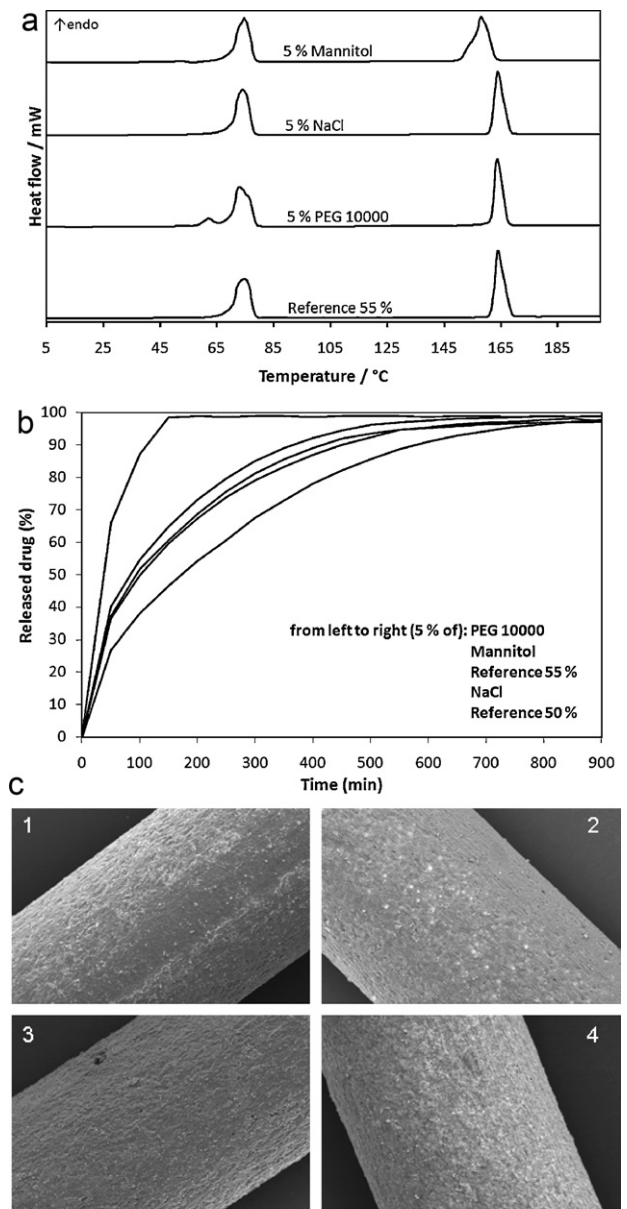 a
↑endo
5 % Mannitol
5 % NaCl
5 % PEG 10000
Reference 55 %
Heat flow / mW
5 25 45 65 85 105 125 145 165 185
Temperature / °C
b
100
90
80
70
60
50
40
30
20
10
0
Released drug (%)
from left to right (5 % of): PEG 10000
Mannitol
Reference 55 %
NaCl
Reference 50 %
0 100 200 300 400 500 600 700 800 900
Time (min)
c
1
2
3
4